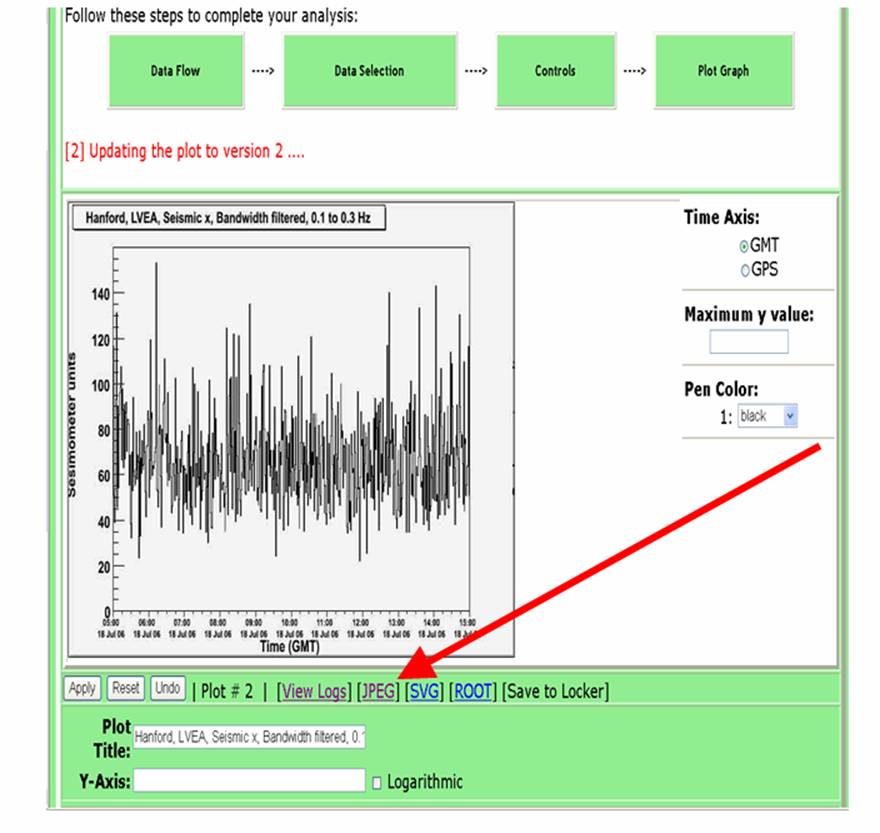 Follow these steps to complete your analysis:
Data Flow ----> Data Selection ----> Controls ----> Plot Graph
[2] Updating the plot to version 2 ....
Hanford, LVEA, Seismic x, Bandwidth filtered, 0.1 to 0.3 Hz
Time Axis:
GMT
GPS
Maximum y value:
Pen Color:
1: black
Sesimometer units
140
120
100
80
60
40
20
0
05:00 06:00 07:00 08:00 09:00 10:00 11:00 12:00 13:00 14:00 15:00
18 Jul 06 18 Jul 06 18 Jul 06 18 Jul 06 18 Jul 06 18 Jul 06 18 Jul 06 18 Jul 06 18 Jul 06 18 Jul 06 18 Jul
Time (GMT)
Apply Reset Undo | Plot # 2 | [View Logs] [JPEG] [SVG] [ROOT] [Save to Locker]
Plot
Title: Hanford, LVEA, Seismic x, Bandwidth filtered, 0.
Y-Axis: Logarithmic